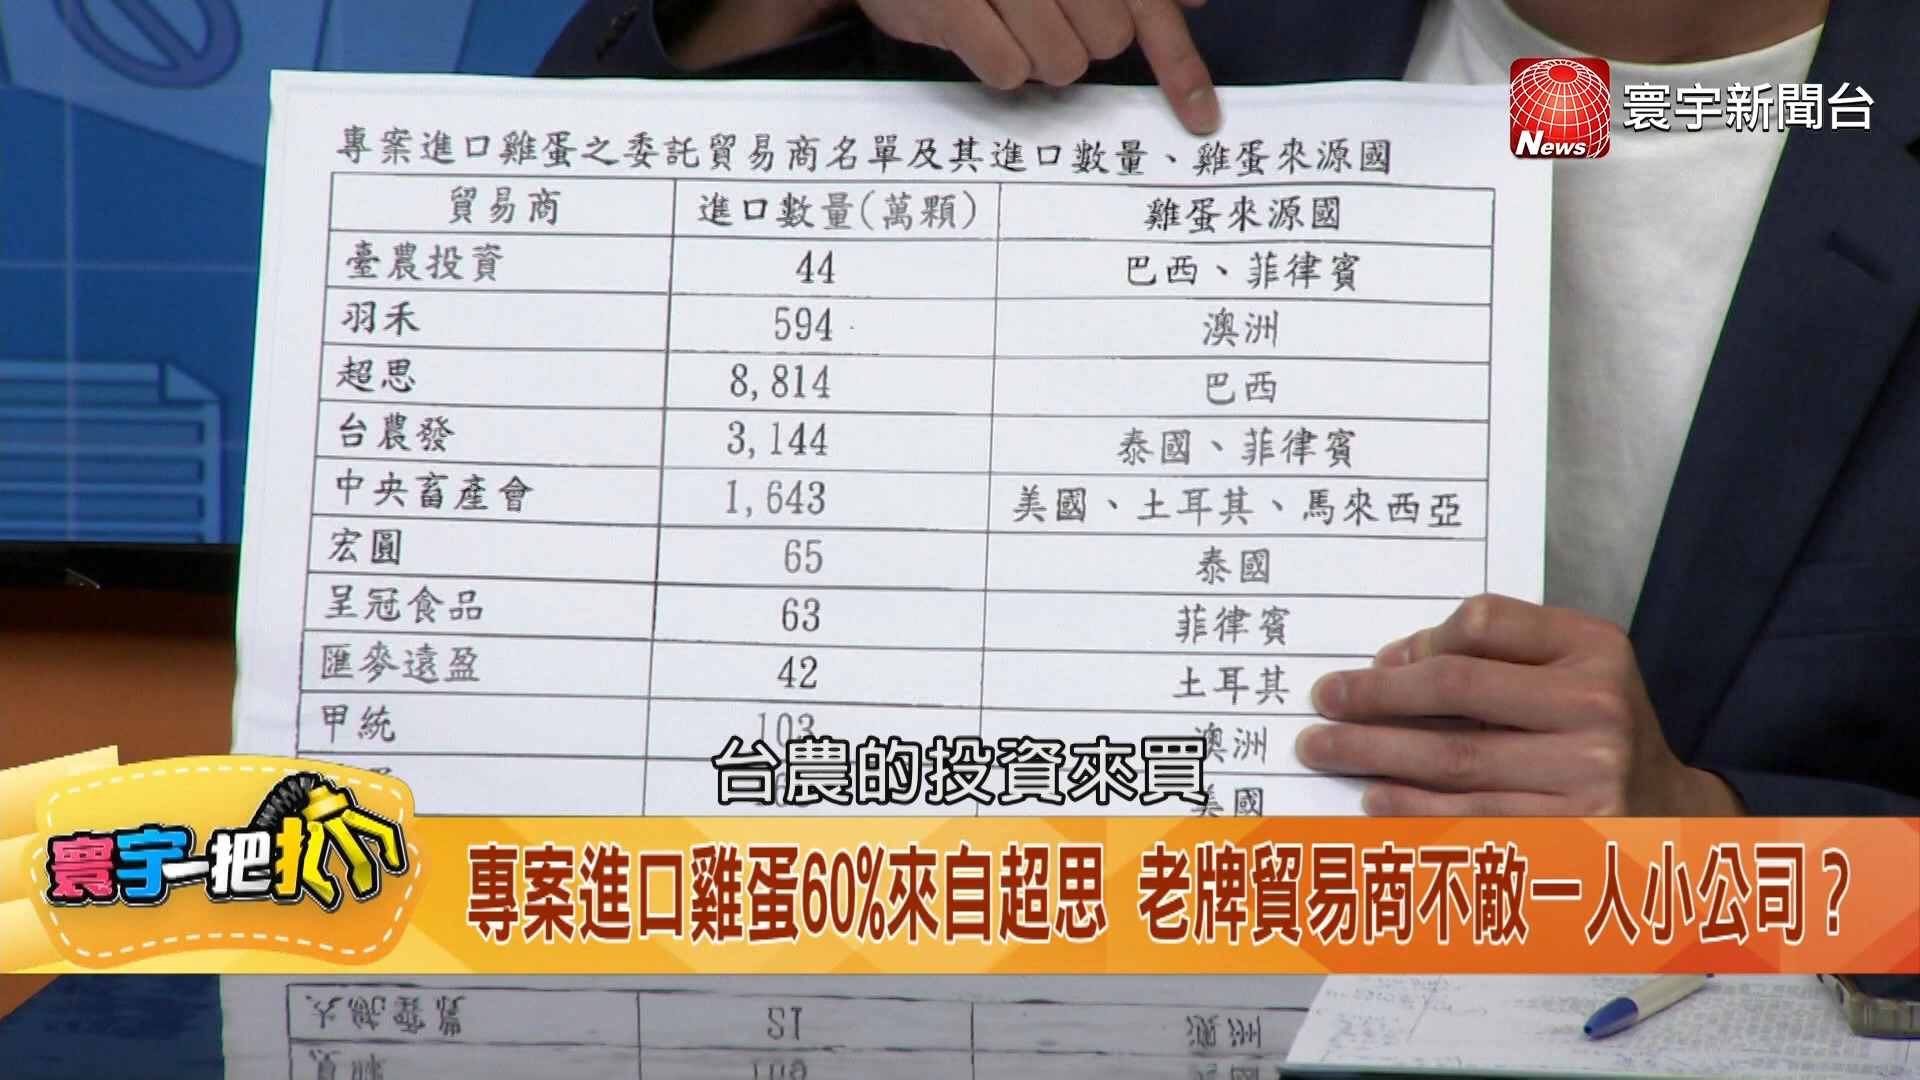 寰宇新聞台
News
專案進口雞蛋之委託貿易商名單及其進口數量、雞蛋來源國
貿易商 進口數量(萬顆) 雞蛋來源國
臺農投資 44 巴西、菲律賓
羽禾 594 澳洲
超思 8,814 巴西
台農發 3,144 泰國、菲律賓
中央畜產會 1,643 美國、土耳其、馬來西亞
宏圓 65 泰國
呈冠食品 63 菲律賓
匯麥遠盈 42 土耳其
甲統 103 澳洲
美國
台農的投資來買
寰宇一把抓
專案進口雞蛋60%來自超思 老牌貿易商不敵一人小公司？